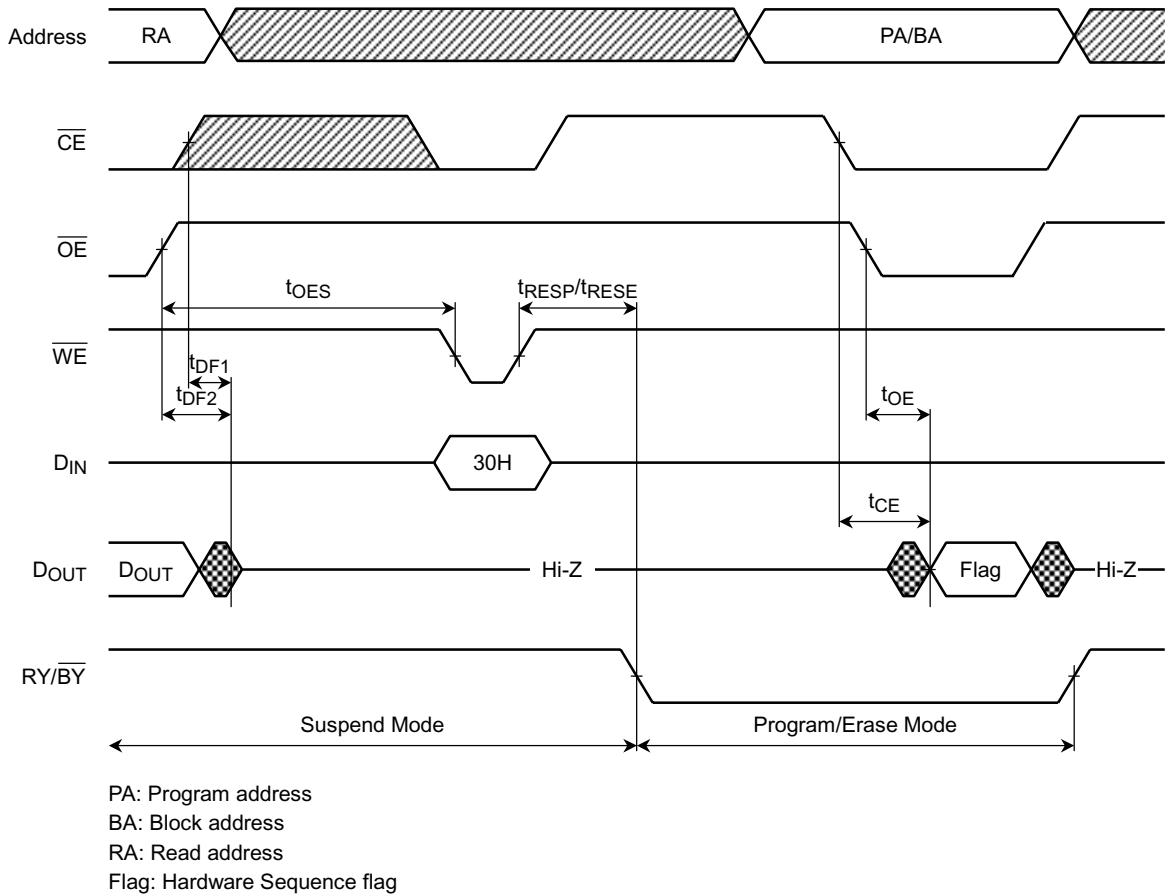 Address RA PA/BA
CE
OE
tOES tRESP/tRESE
WE
tDF1
tDF2 tOE
DIN 30H
tCE
DOUT DOUT Hi-Z Flag Hi-Z
RY/BY
Suspend Mode Program/Erase Mode
PA: Program address
BA: Block address
RA: Read address
Flag: Hardware Sequence flag